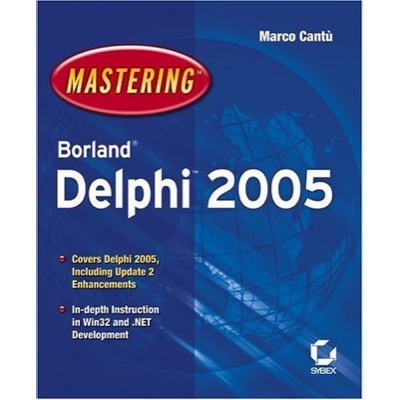 Marco Cantù
MASTERING™
Borland®
Delphi™ 2005
Covers Delphi 2005,
Including Update 2
Enhancements
In-depth Instruction
in Win32 and .NET
Development
SYBEX